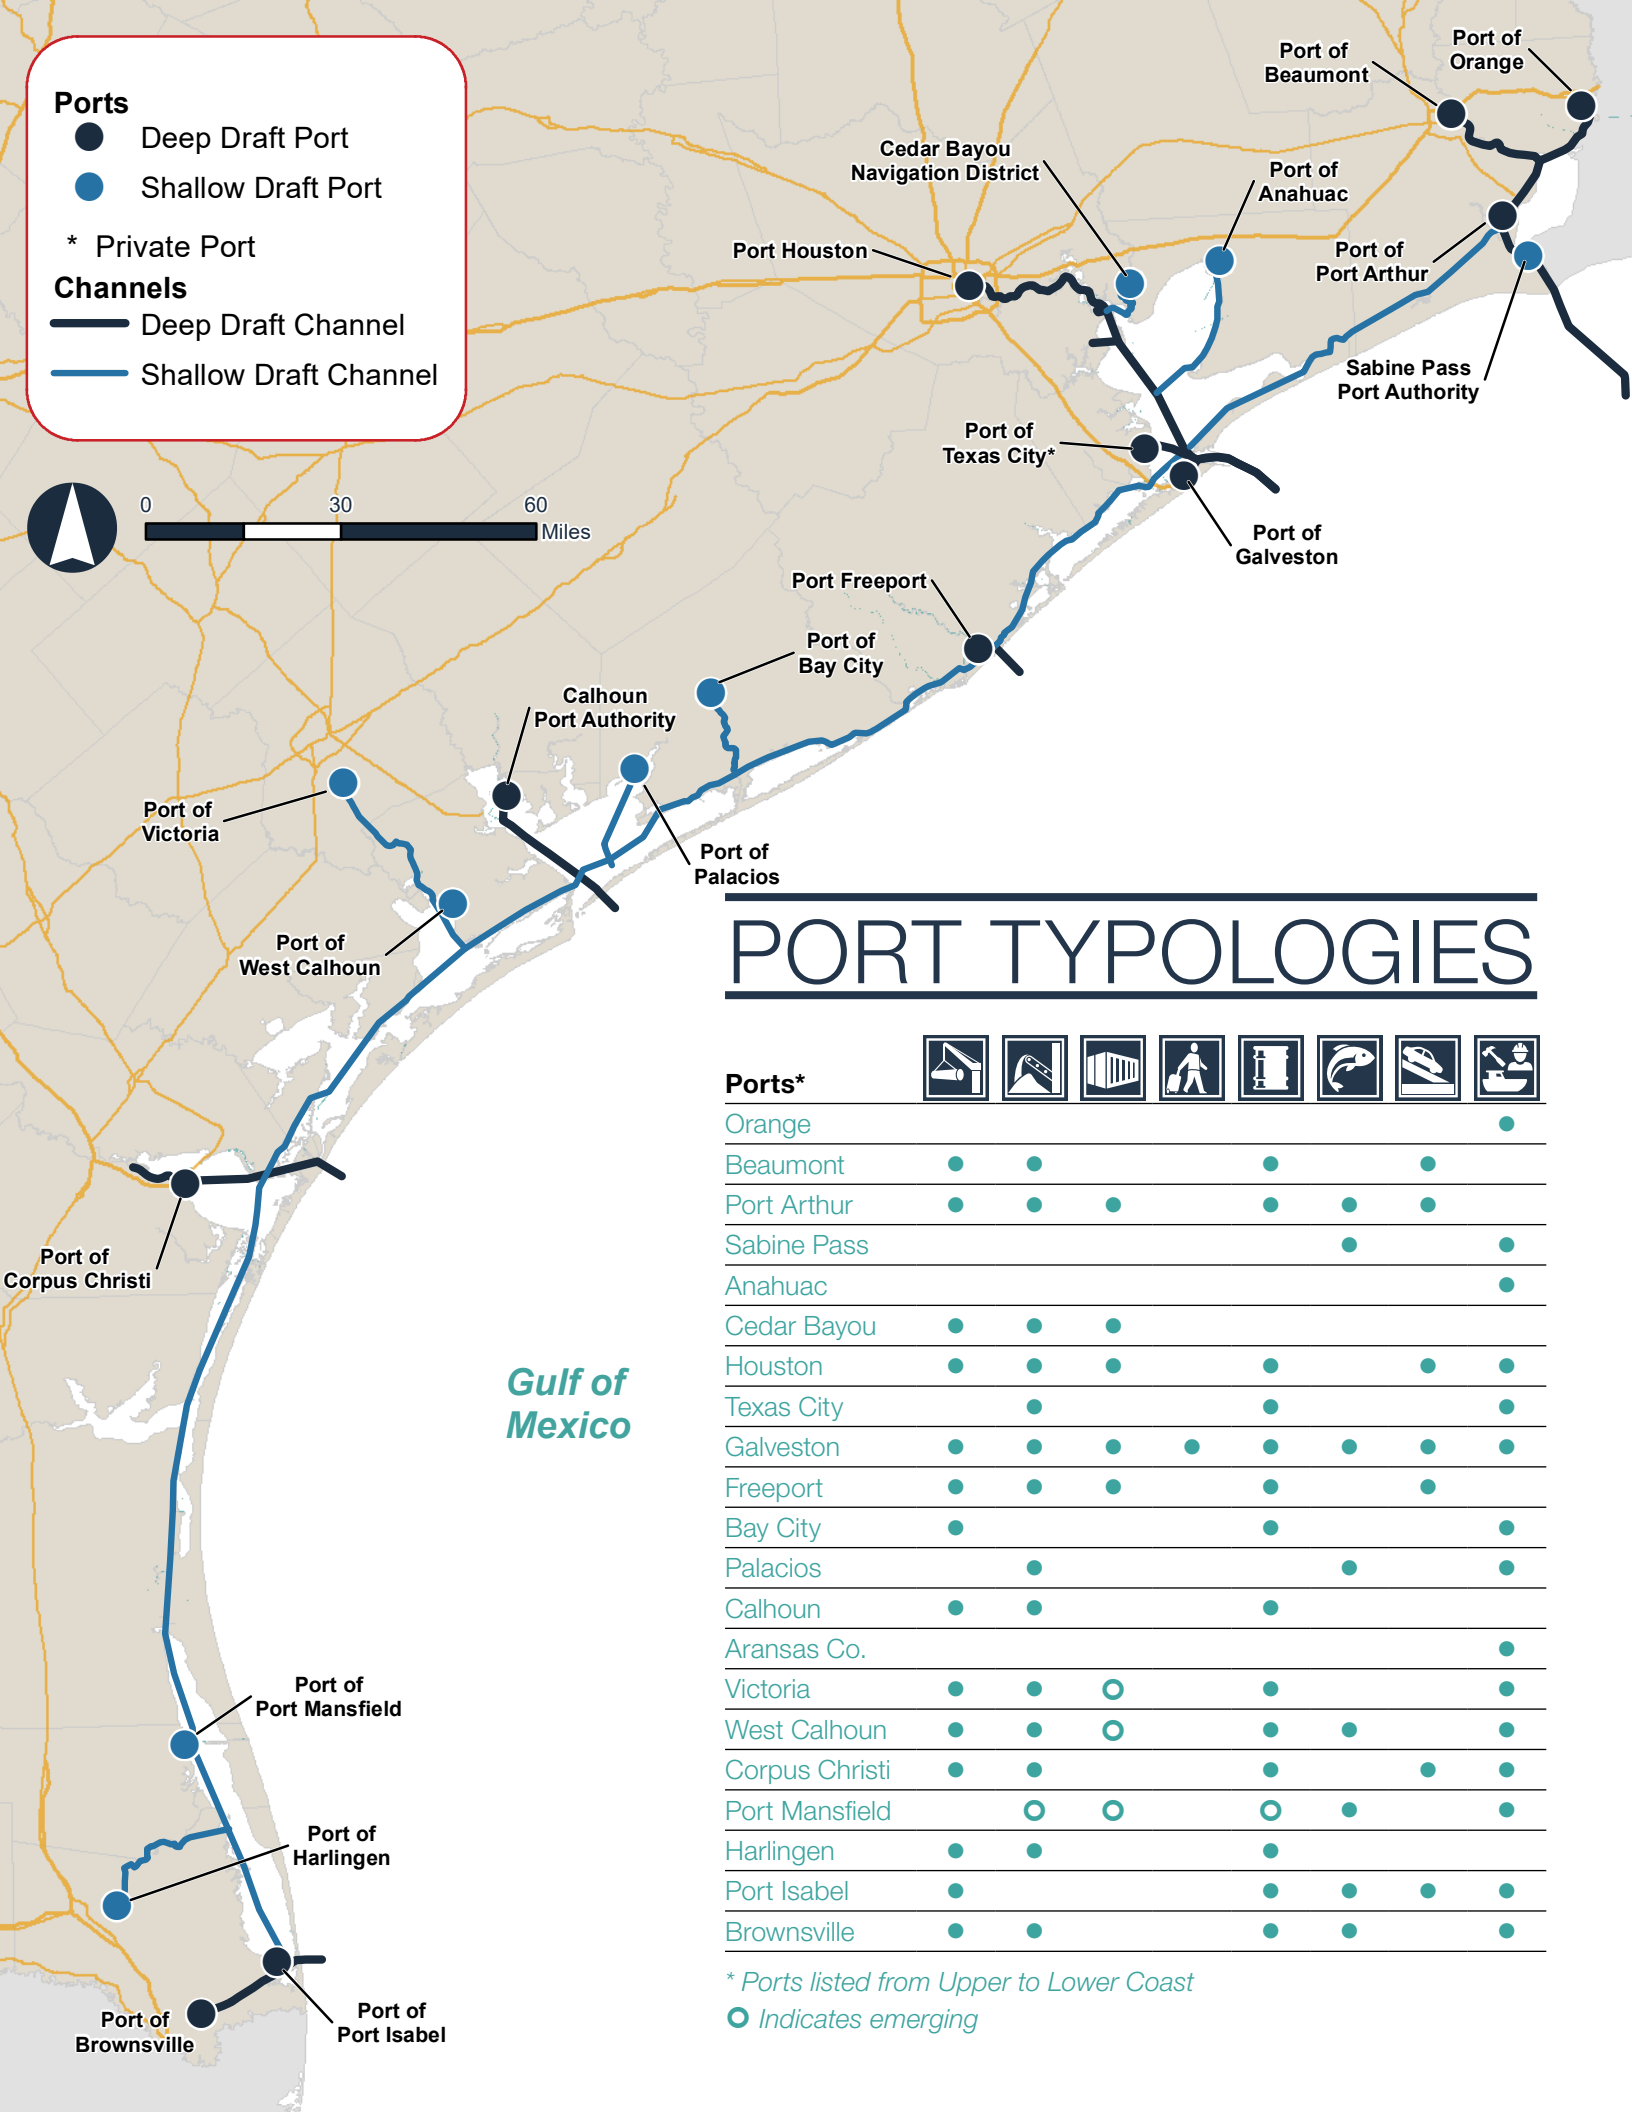 Ports
Deep Draft Port
Shallow Draft Port
* Private Port
Channels
Deep Draft Channel
Shallow Draft Channel
0 30 60
Miles
Port of
Beaumont
Port of
Orange
Cedar Bayou
Navigation District
Port of
Anahuac
Port Houston
Port of
Port Arthur
Sabine Pass
Port Authority
Port of
Texas City*
Port of
Galveston
Port Freeport
Port of
Bay City
Calhoun
Port Authority
Port of
Victoria
Port of
Palacios
Port of
West Calhoun
Port of
Corpus Christi
Gulf of
Mexico
Port of
Port Mansfield
Port of
Harlingen
Port of
Brownsville
Port of
Port Isabel
PORT TYPOLOGIES
Ports*
Orange
Beaumont
Port Arthur
Sabine Pass
Anahuac
Cedar Bayou
Houston
Texas City
Galveston
Freeport
Bay City
Palacios
Calhoun
Aransas Co.
Victoria
West Calhoun
Corpus Christi
Port Mansfield
Harlingen
Port Isabel
Brownsville
* Ports listed from Upper to Lower Coast
Indicates emerging